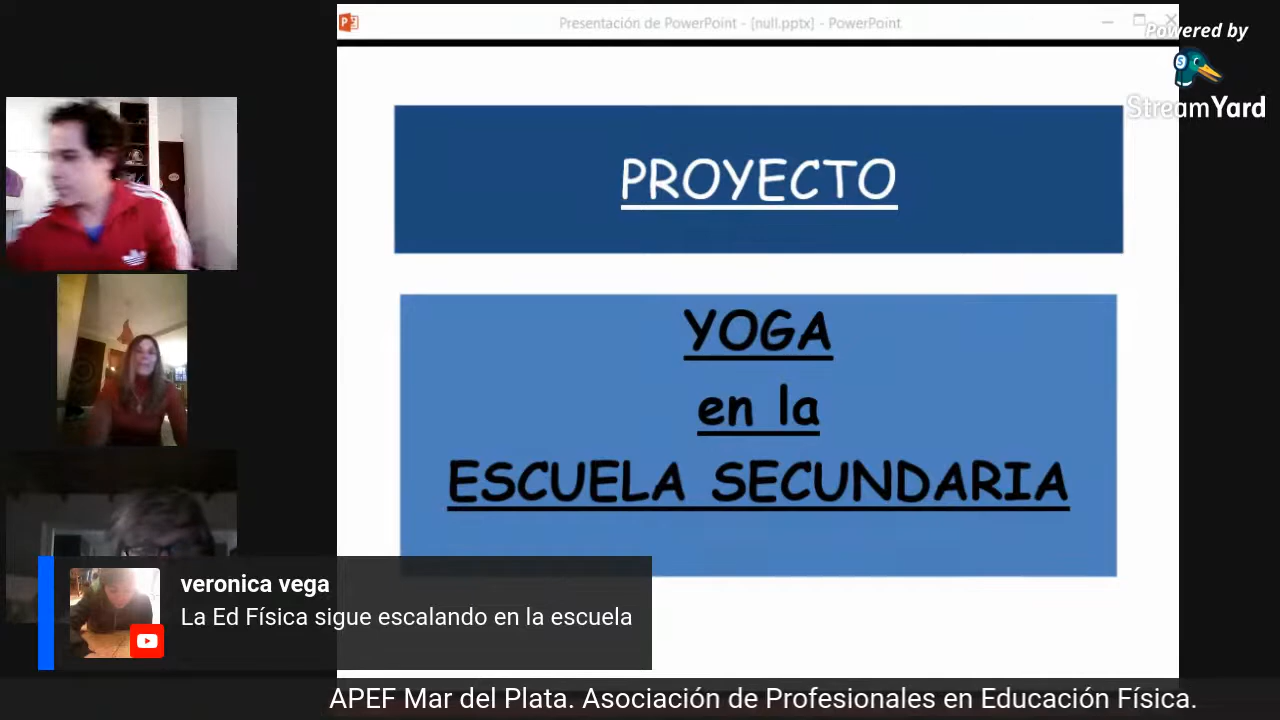 Presentación de PowerPoint - [null.pptx] - PowerPoint
Powered by
StreamYard
PROYECTO
YOGA
en la
ESCUELA SECUNDARIA
veronica vega
La Ed Física sigue escalando en la escuela
APEF Mar del Plata. Asociación de Profesionales en Educación Física.